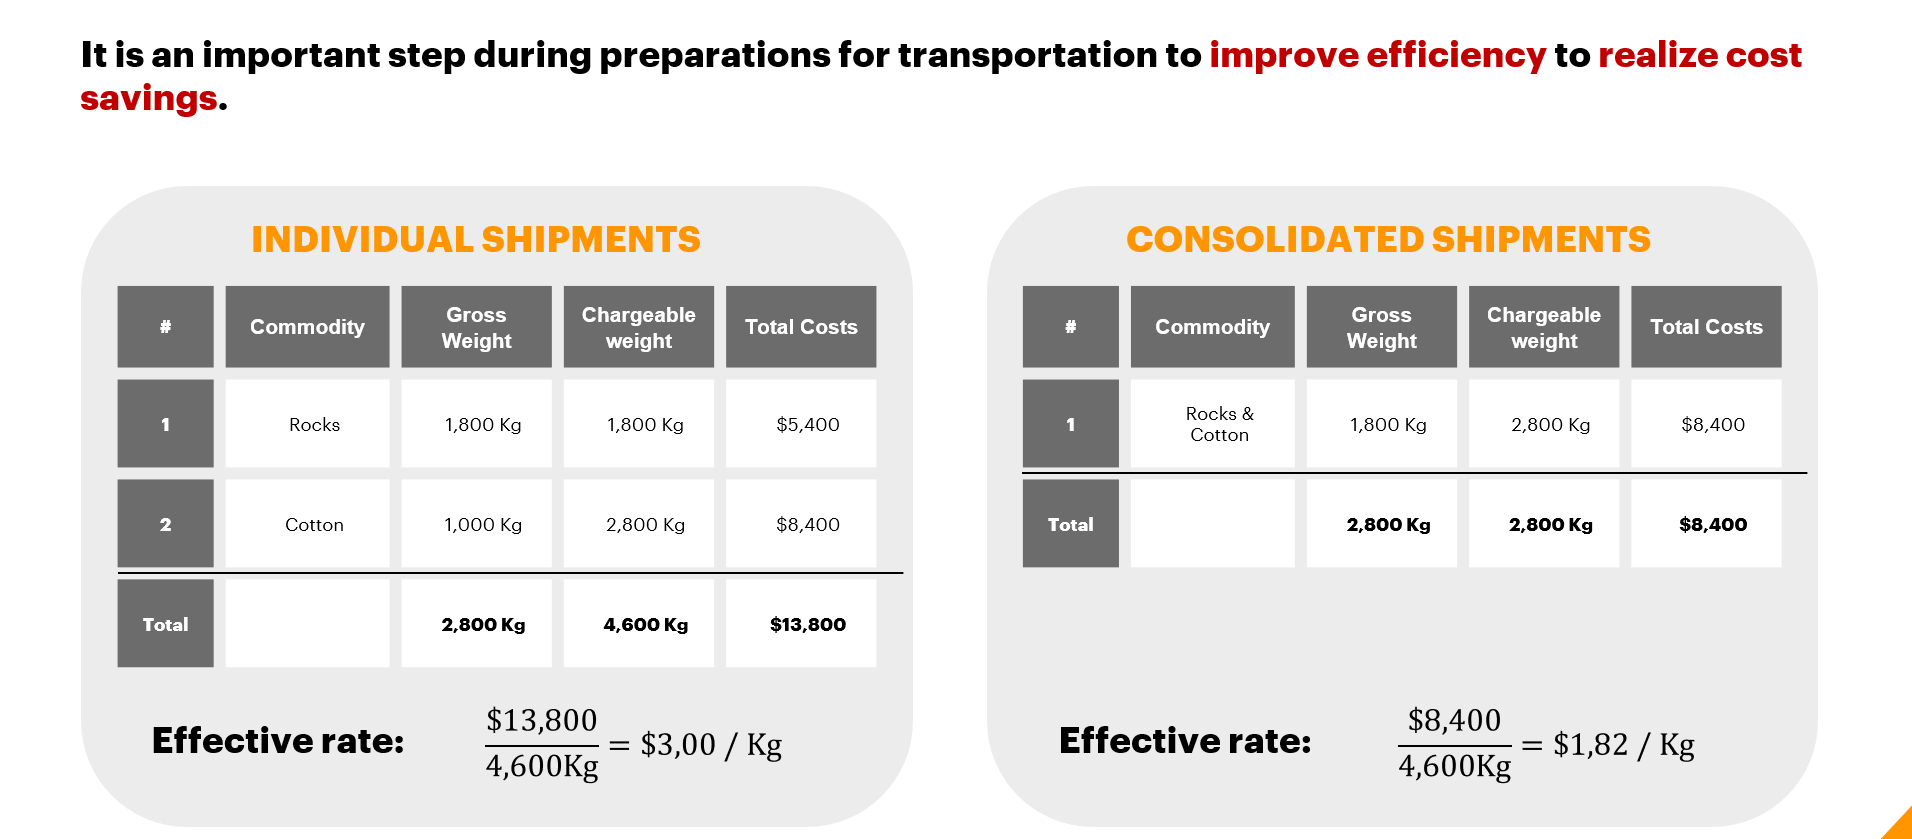 It is an important step during preparations for transportation to improve efficiency to realize cost
savings.
INDIVIDUAL SHIPMENTS
# Commodity Gross Weight Chargeable weight Total Costs
1 Rocks 1,800 Kg 1,800 Kg $5,400
2 Cotton 1,000 Kg 2,800 Kg $8,400
Total 2,800 Kg 4,600 Kg $13,800
Effective rate: $13,800 / 4,600Kg = $3,00 / Kg
CONSOLIDATED SHIPMENTS
# Commodity Gross Weight Chargeable weight Total Costs
1 Rocks & Cotton 1,800 Kg 2,800 Kg $8,400
Total 2,800 Kg 2,800 Kg $8,400
Effective rate: $8,400 / 4,600Kg = $1,82 / Kg